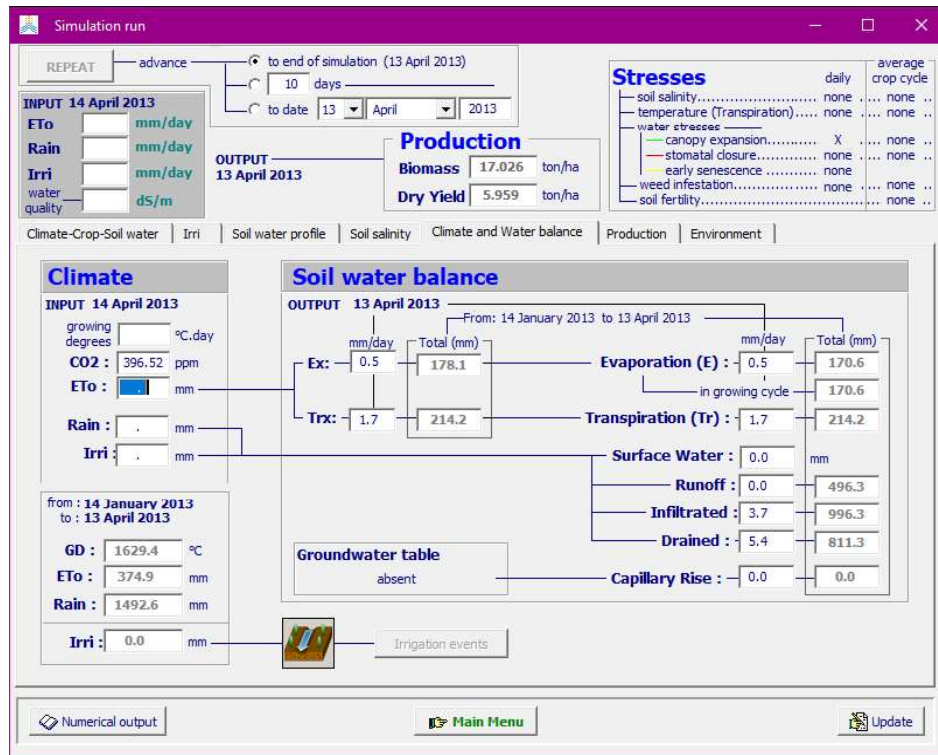 Simulation run
REPEAT
advance
to end of simulation (13 April 2013)
10 days
to date 13 April 2013
INPUT 14 April 2013
ETo mm/day
Rain mm/day
Irri mm/day
water quality dS/m
OUTPUT
13 April 2013
Production
Biomass 17.026 ton/ha
Dry Yield 5.959 ton/ha
Stresses daily average crop cycle
soil salinity........................ none .... none ..
temperature (Transpiration)..... none none ..
water stresses
canopy expansion............ X .... none ..
stomatal closure.............. none .... none ..
early senescence ............ none
weed infestation................. none .... none ..
soil fertility.................................... none ..
Climate-Crop-Soil water Irri Soil water profile Soil salinity Climate and Water balance Production Environment
Climate
INPUT 14 April 2013
growing degrees °C.day
CO2 : 396.52 ppm
ETo : . mm
Rain : . mm
Irri : . mm
from : 14 January 2013
to : 13 April 2013
GD : 1629.4 °C
ETo : 374.9 mm
Rain : 1492.6 mm
Irri : 0.0 mm
Soil water balance
OUTPUT 13 April 2013
From: 14 January 2013 to 13 April 2013
mm/day Total (mm) mm/day Total (mm)
Ex: 0.5 178.1 Evaporation (E) : 0.5 170.6
in growing cycle 170.6
Trx: 1.7 214.2 Transpiration (Tr) : 1.7 214.2
Surface Water : 0.0 mm
Runoff : 0.0 496.3
Infiltrated : 3.7 996.3
Drained : 5.4 811.3
Groundwater table
absent
Capillary Rise : 0.0 0.0
Irrigation events
Numerical output
Main Menu
Update